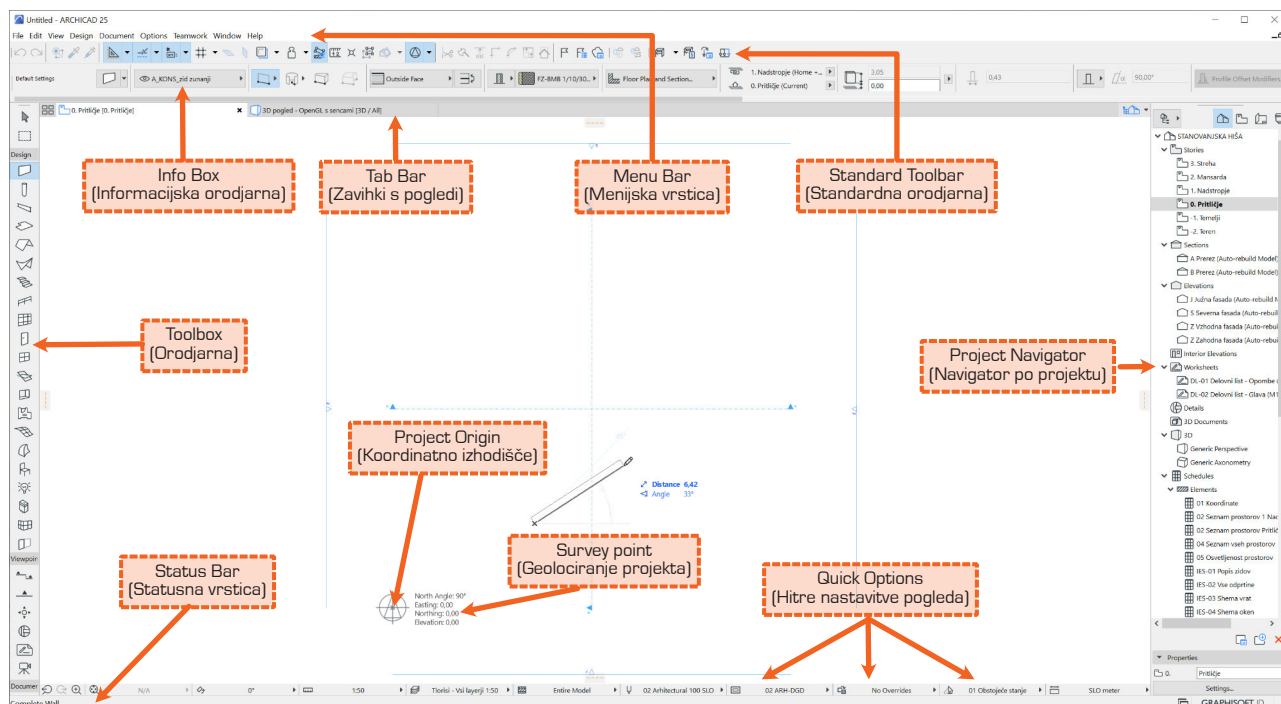 Untitled - ARCHICAD 25
File Edit View Design Document Options Teamwork Window Help
Default Settings
A_KONS_zid zunanji
Outside Face
FZ-BMB 1/10/30...
Floor Plan and Section...
1. Nadstropje (Home +...
0. Pritličje (Current)
3,05
0,00
0,43
90,00°
Profile Offset Modifiers
0. Pritličje [0. Pritličje]
3D pogled - OpenGL s sencami [3D / All]
Info Box
(Informacijska orodjarna)
Tab Bar
(Zavihki s pogledi)
Menu Bar
(Menijska vrstica)
Standard Toolbar
(Standardna orodjarna)
Design
Toolbox
(Orodjarna)
Project Navigator
(Navigator po projektu)
Project Origin
(Koordinatno izhodišče)
Distance 6,42
Angle 33°
Survey point
(Geolociranje projekta)
Status Bar
(Statusna vrstica)
Quick Options
(Hitre nastavitve pogleda)
North Angle: 90°
Easting: 0,00
Northing: 0,00
Elevation: 0,00
Viewpoin
Documer
STANOVANJSKA HIŠA
Stories
3. Streha
2. Mansarda
1. Nadstropje
0. Pritličje
-1. Temelji
-2. Teren
Sections
A Prerez (Auto-rebuild Model)
B Prerez (Auto-rebuild Model)
Elevations
J Južna fasada (Auto-rebuild M
S Severna fasada (Auto-rebuil
Z Vzhodna fasada (Auto-rebui
Z Zahodna fasada (Auto-rebui
Interior Elevations
Worksheets
DL-01 Delovni list - Opombe
DL-02 Delovni list - Glava (M1
Details
3D Documents
3D
Generic Perspective
Generic Axonometry
Schedules
Elements
01 Koordinate
02 Seznam prostorov 1 Nad
02 Seznam prostorov Pritlič
04 Seznam vseh prostorov
05 Osvetljenost prostorov
IES-01 Popis zidov
IES-02 Vse odprtine
IES-03 Shema vrat
IES-04 Shema oken
Properties
0.
Pritličje
Settings...
GRAPHISOFT ID
N/A
0°
1:50
Tlorisi - Vsi layerji 1:50
Entire Model
02 Arhitectural 100 SLO
02 ARH-DGD
No Overrides
01 Obstoječe stanje
SLO meter
Complete Wall